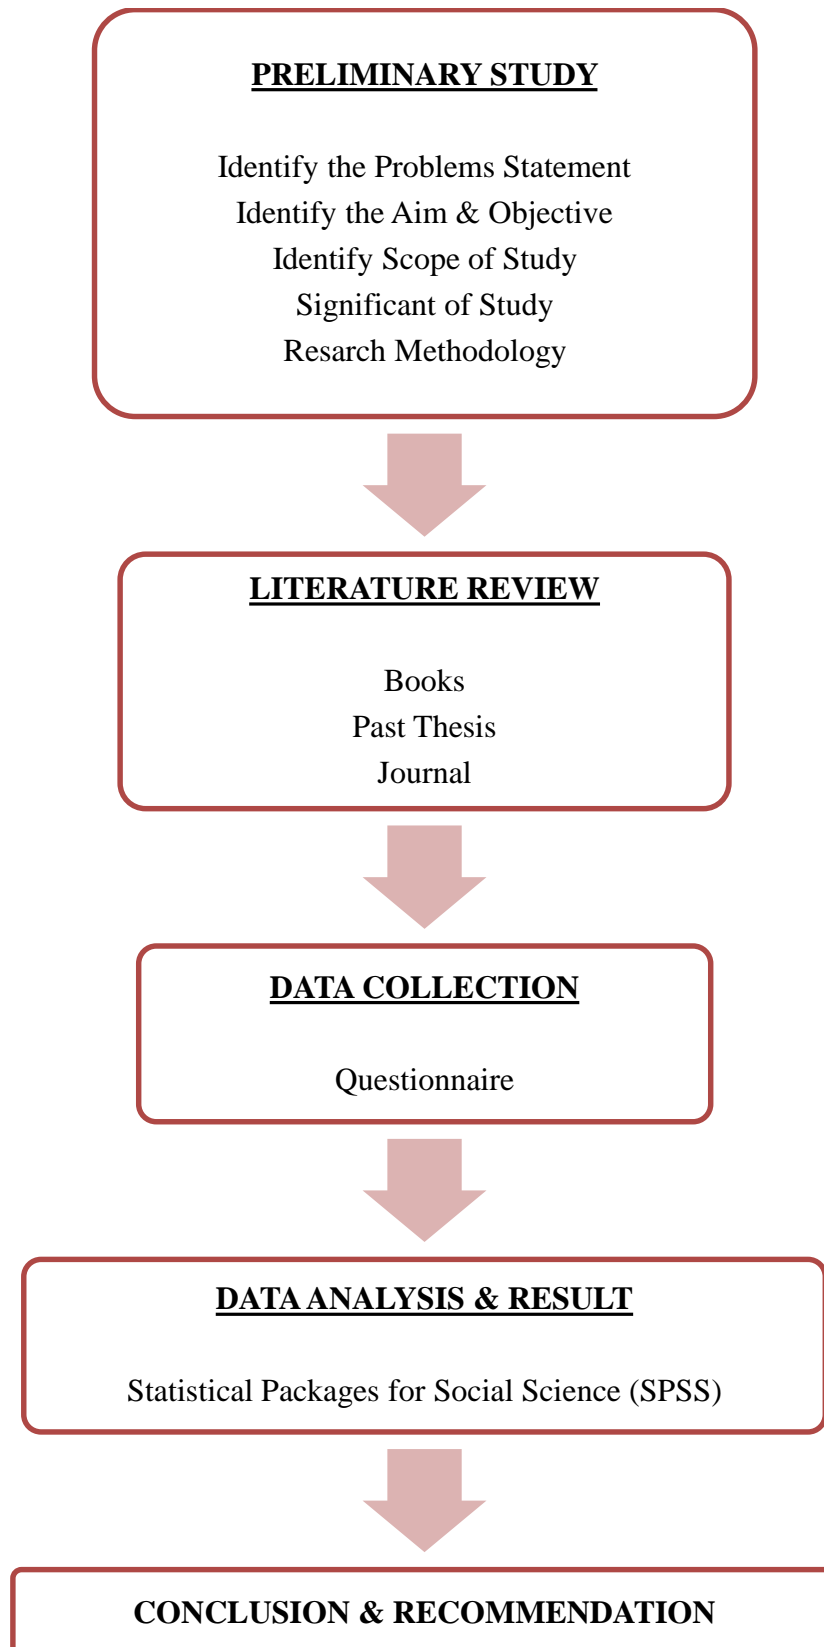 PRELIMINARY STUDY
Identify the Problems Statement
Identify the Aim & Objective
Identify Scope of Study
Significant of Study
Resarch Methodology
LITERATURE REVIEW
Books
Past Thesis
Journal
DATA COLLECTION
Questionnaire
DATA ANALYSIS & RESULT
Statistical Packages for Social Science (SPSS)
CONCLUSION & RECOMMENDATION